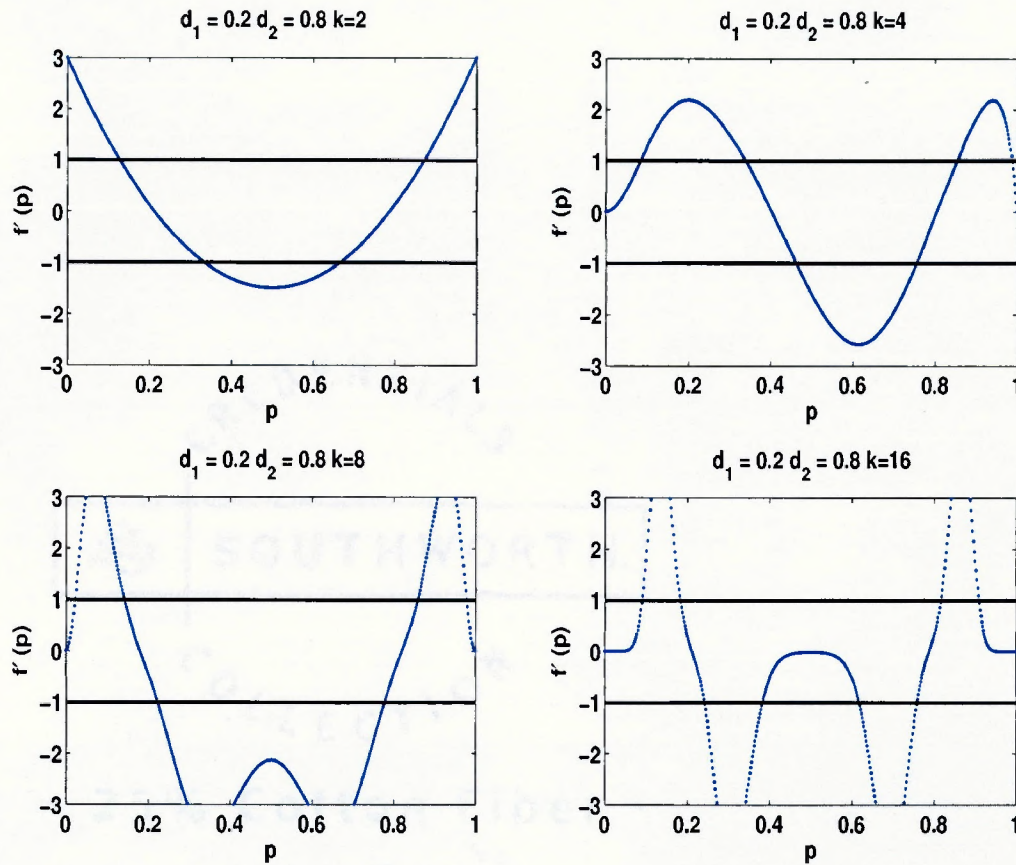 d₁ = 0.2 d₂ = 0.8 k=2
3
2
1
0
-1
-2
-3
f′ (p)
0 0.2 0.4 0.6 0.8 1
p
d₁ = 0.2 d₂ = 0.8 k=4
3
2
1
0
-1
-2
-3
f′ (p)
0 0.2 0.4 0.6 0.8 1
p
d₁ = 0.2 d₂ = 0.8 k=8
3
2
1
0
-1
-2
-3
f′ (p)
0 0.2 0.4 0.6 0.8 1
p
d₁ = 0.2 d₂ = 0.8 k=16
3
2
1
0
-1
-2
-3
f′ (p)
0 0.2 0.4 0.6 0.8 1
p
SOUTHWORTH
Cotton Fiber